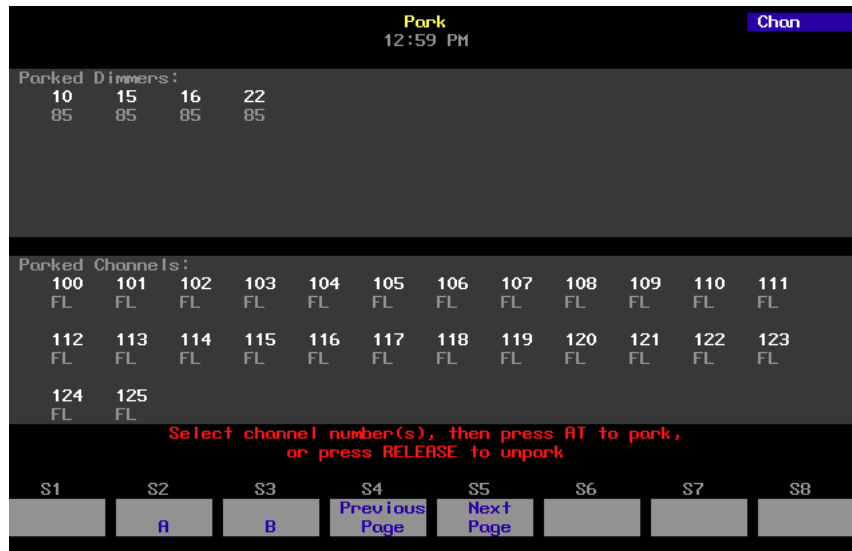 Park
Chan
12:59 PM
Parked Dimmers:
10 15 16 22
85 85 85 85
Parked Channels:
100 101 102 103 104 105 106 107 108 109 110 111
FL FL FL FL FL FL FL FL FL FL FL FL
112 113 114 115 116 117 118 119 120 121 122 123
FL FL FL FL FL FL FL FL FL FL FL FL
124 125
FL FL
Select channel number(s), then press AT to park,
or press RELEASE to unpark
S1 S2 S3 S4 S5 S6 S7 S8
Previous Next
A B Page Page